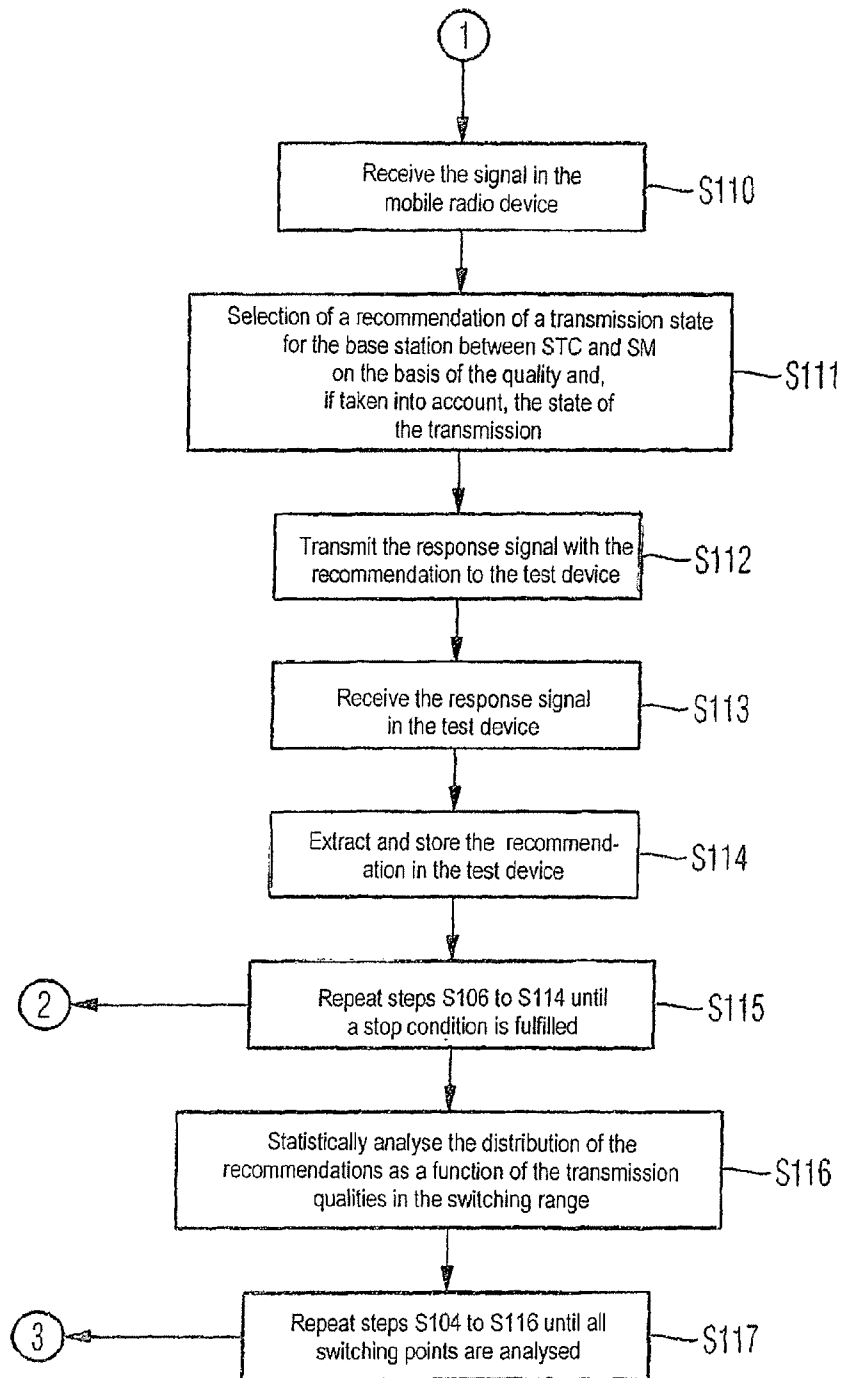 1
Receive the signal in the
mobile radio device
S110
Selection of a recommendation of a transmission state
for the base station between STC and SM
on the basis of the quality and,
if taken into account, the state of
the transmission
S111
Transmit the response signal with the
recommendation to the test device
S112
Receive the response signal
in the test device
S113
Extract and store the recommend-
ation in the test device
S114
2
Repeat steps S106 to S114 until
a stop condition is fulfilled
S115
Statistically analyse the distribution of the
recommendations as a function of the transmission
qualities in the switching range
S116
3
Repeat steps S104 to S116 until all
switching points are analysed
S117